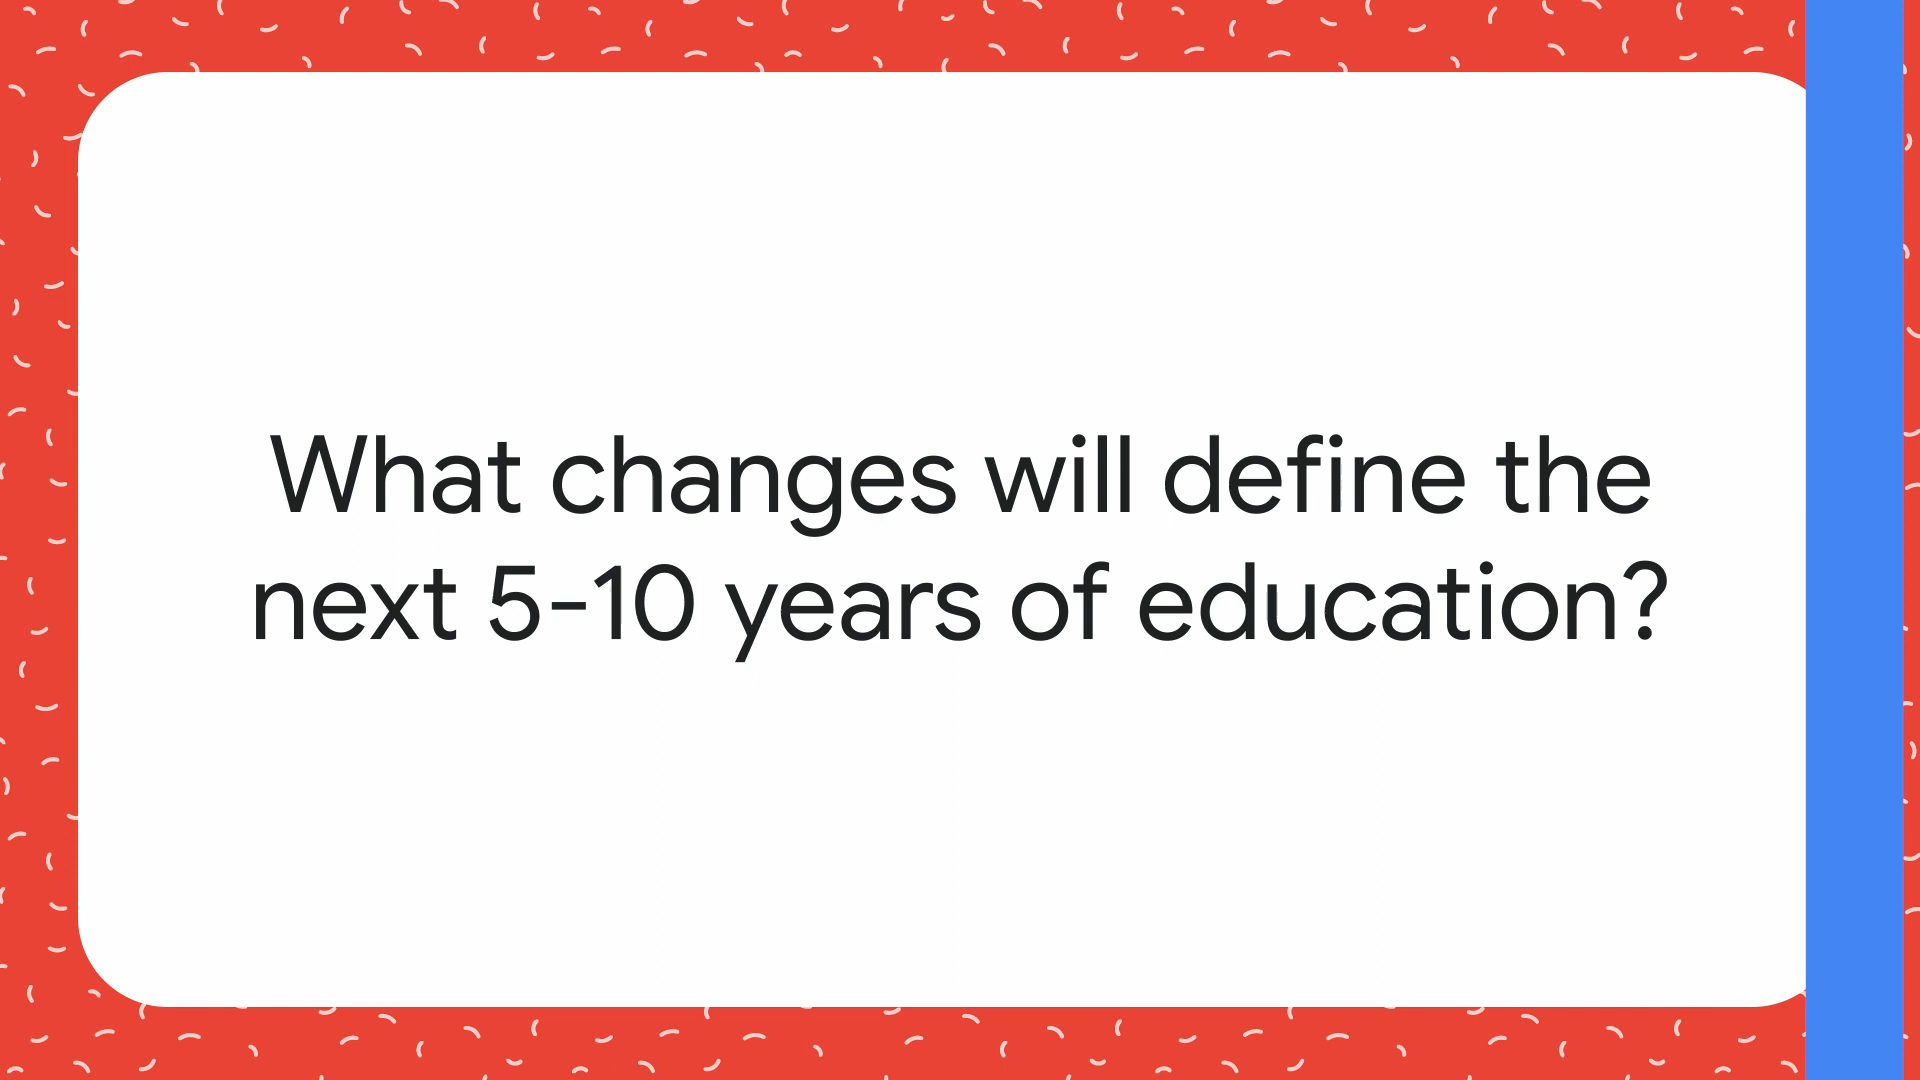 What changes will define the
next 5-10 years of education?